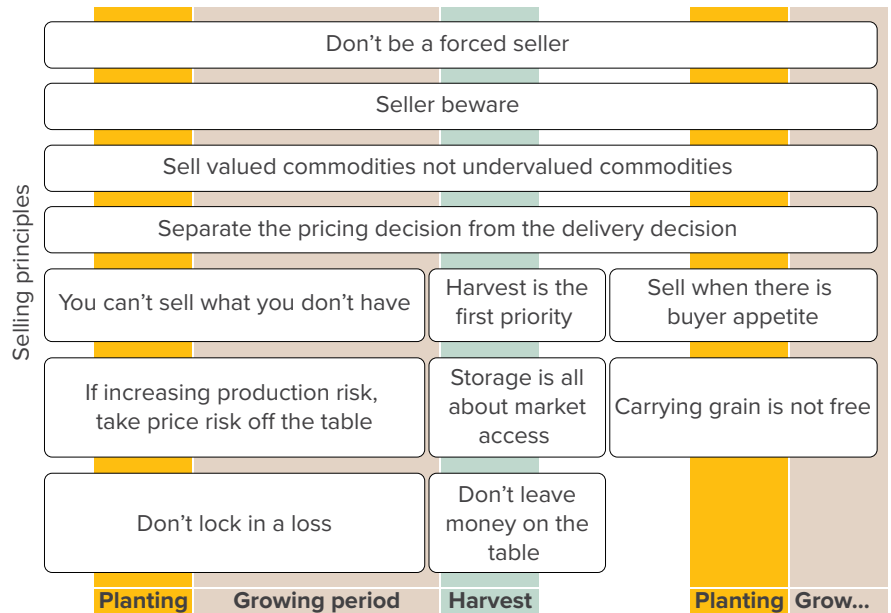 Don’t be a forced seller
Seller beware
Sell valued commodities not undervalued commodities
Separate the pricing decision from the delivery decision
Selling principles
You can’t sell what you don’t have
Harvest is the
first priority
Sell when there is
buyer appetite
If increasing production risk,
take price risk off the table
Storage is all
about market
access
Carrying grain is not free
Don’t lock in a loss
Don’t leave
money on the
table
Planting
Growing period
Harvest
Planting
Grow...